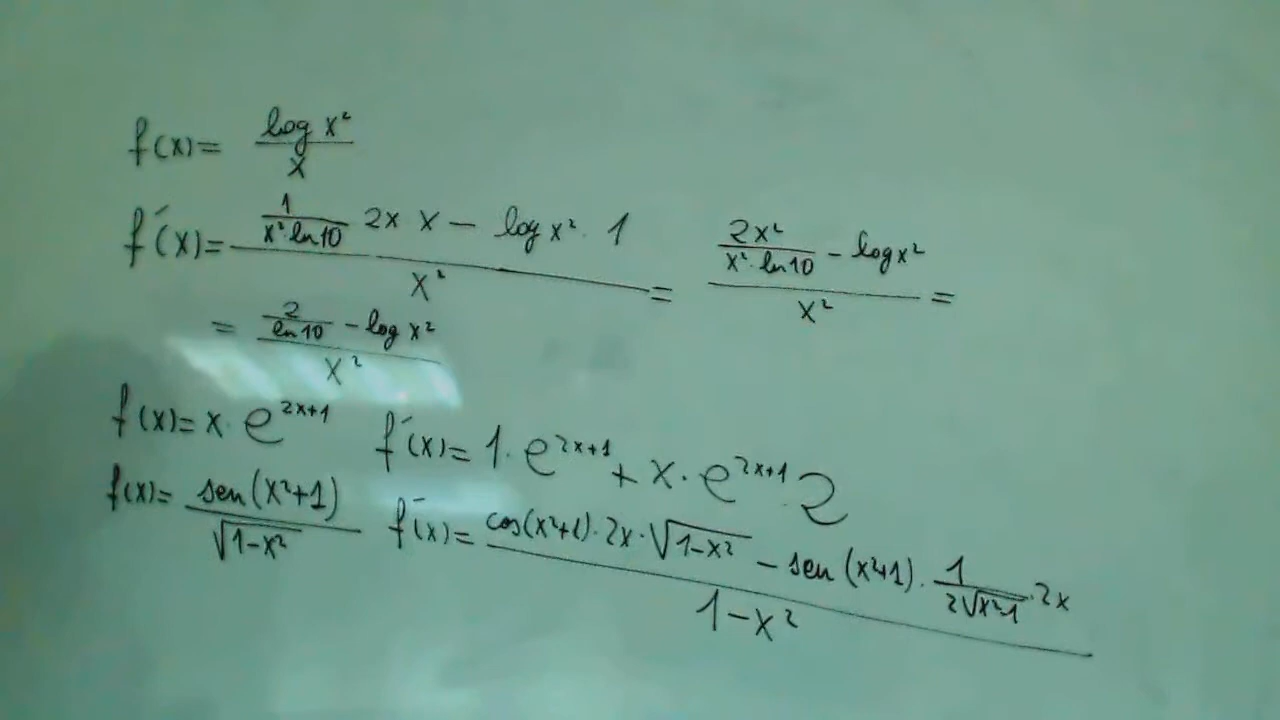 f(x)= log x² / x
f´(x)= (1/(x² ln10) 2x x − log x² · 1) / x² = (2x²/(x² · ln10) − log x²) / x² =
= (2/ln10 − log x²) / x²
f(x)= x · e^(2x+1) f´(x)= 1 · e^(2x+1) + x · e^(2x+1) · 2
f(x)= sen(x²+1) / √(1−x²) f´(x)= (cos(x²+1) · 2x · √(1−x²) − sen(x²+1) · 1/(2√(x²-1)) · 2x) / (1−x²)